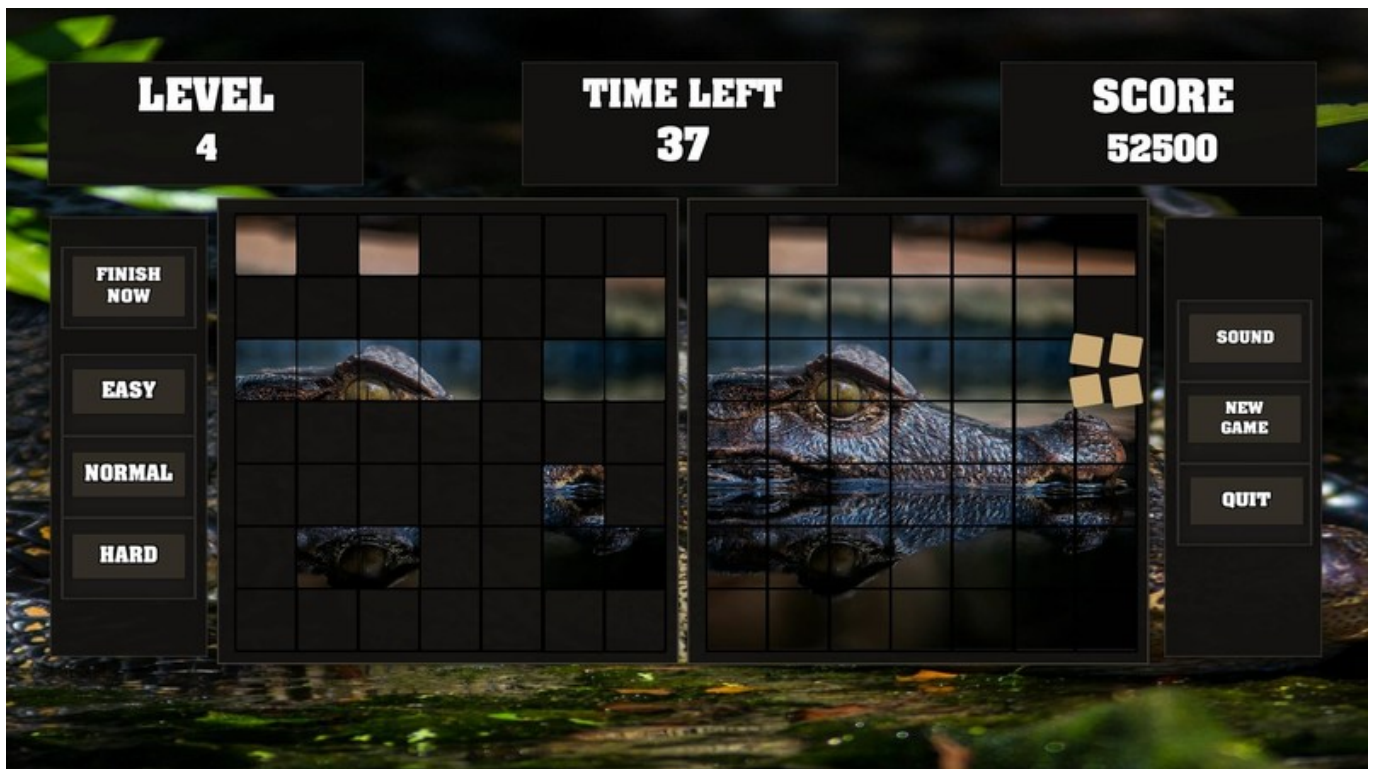 LEVEL
4
TIME LEFT
37
SCORE
52500
FINISH
NOW
EASY
NORMAL
HARD
SOUND
NEW
GAME
QUIT